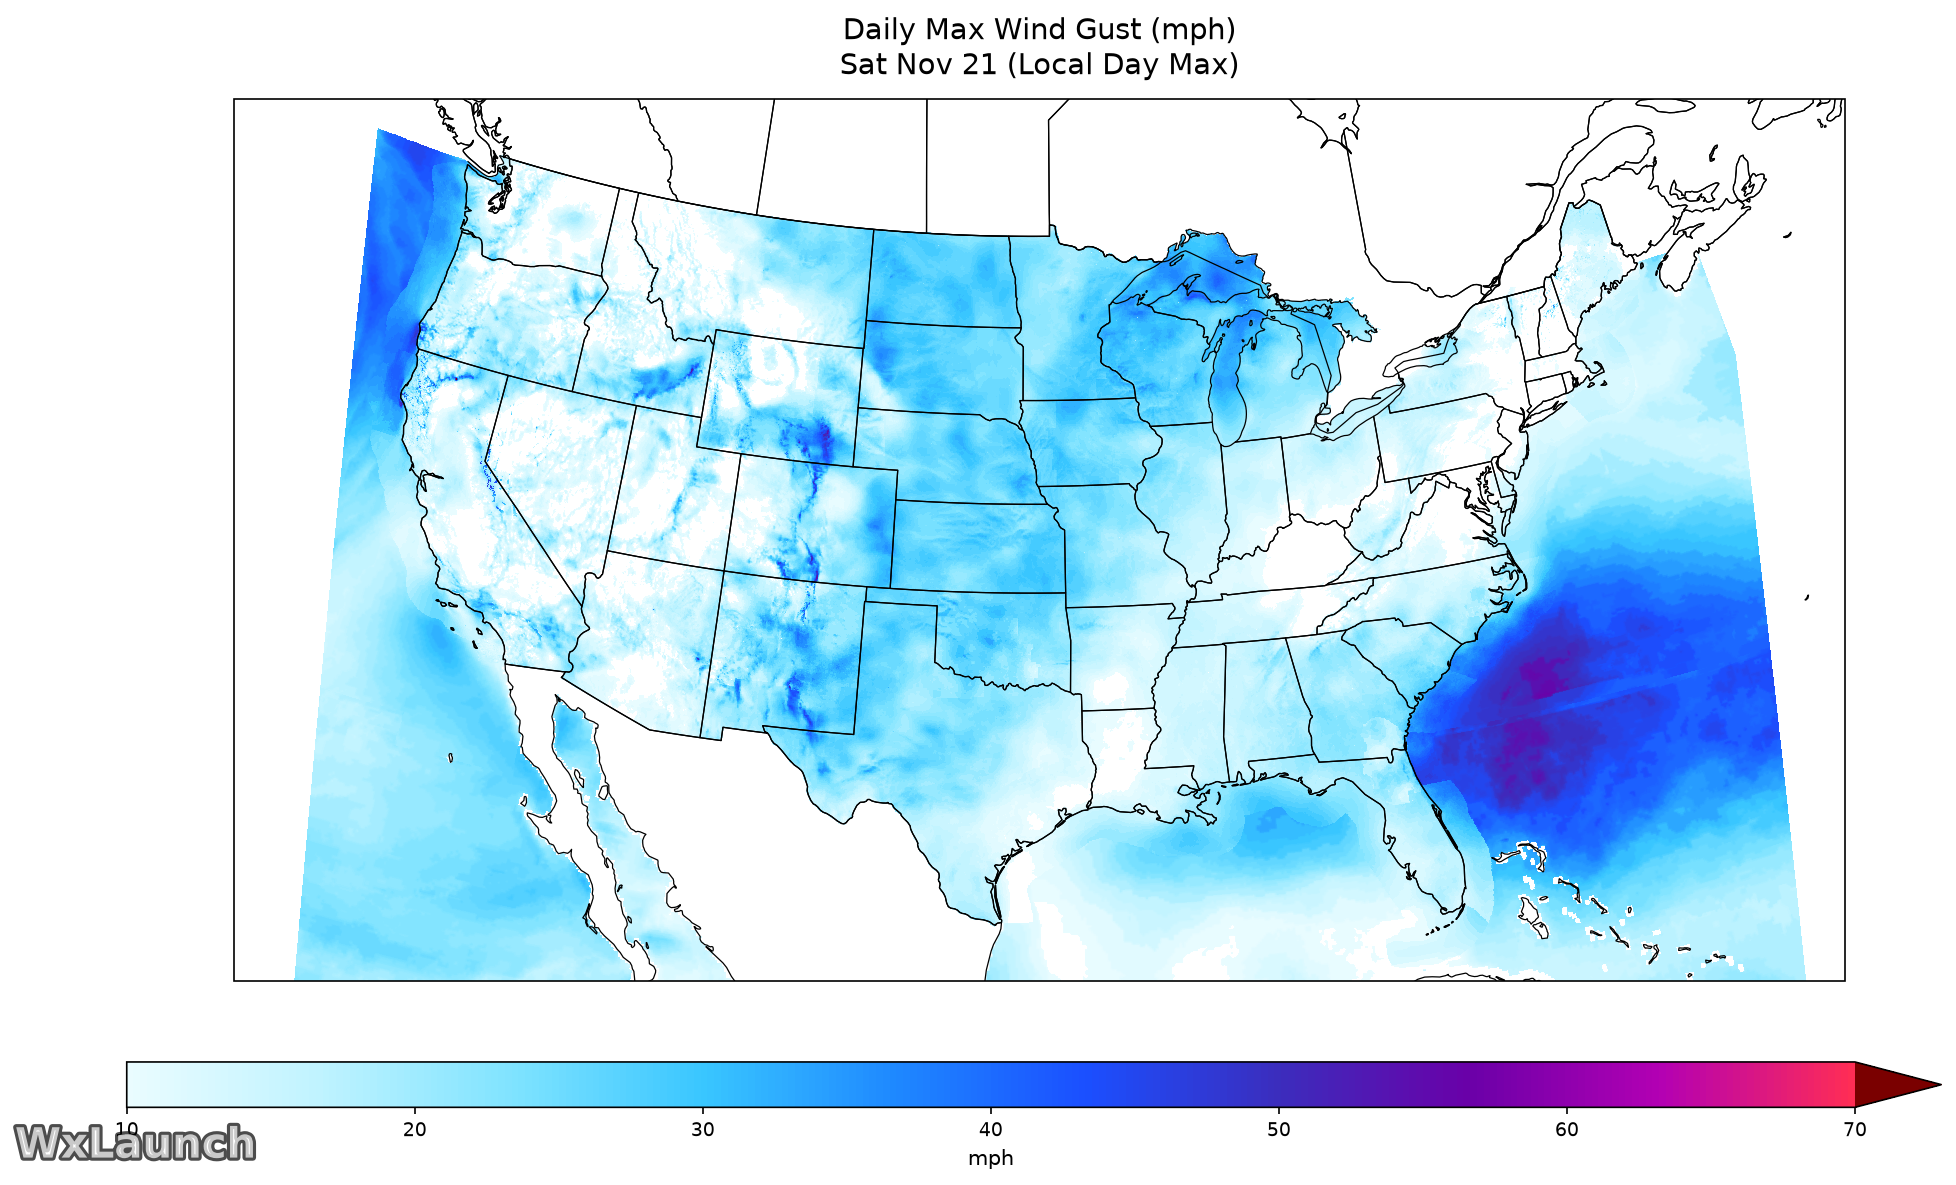 Daily Max Wind Gust (mph)
Sat Nov 21 (Local Day Max)
10 20 30 40 50 60 70
mph
WxLaunch